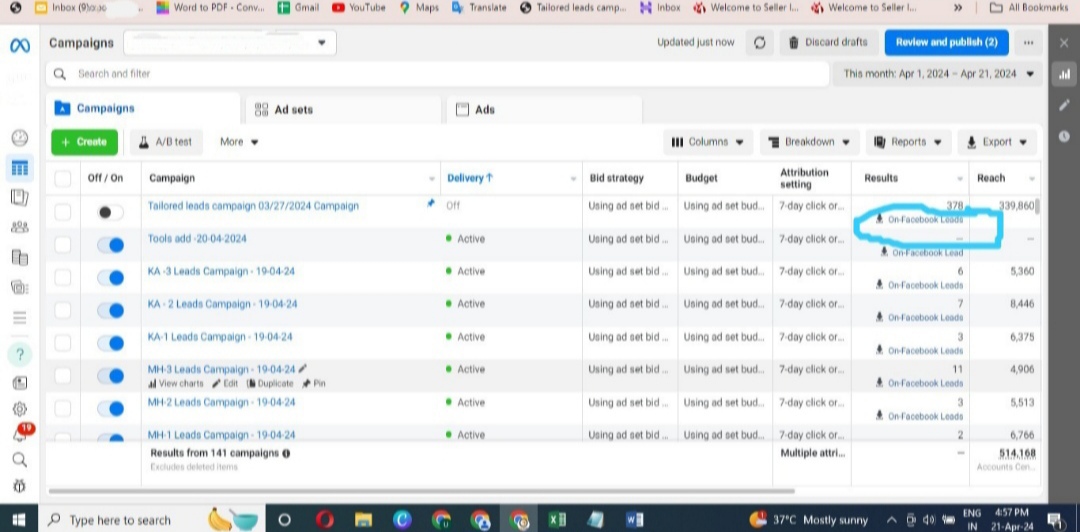 Inbox (9)
Word to PDF - Conv...
Gmail
YouTube
Maps
Translate
Tailored leads camp...
Inbox
Welcome to Seller I...
Welcome to Seller I...
»
All Bookmarks
Campaigns
Updated just now
Discard drafts
Review and publish (2)
...
Search and filter
This month: Apr 1, 2024 – Apr 21, 2024
Campaigns
Ad sets
Ads
+ Create
A/B test
More
Columns
Breakdown
Reports
Export
Off / On Campaign Delivery ↑ Bid strategy Budget Attribution setting Results Reach
Tailored leads campaign 03/27/2024 Campaign Off Using ad set bid ... Using ad set bud... 7-day click or... 378 339,860
On-Facebook Leads
Tools add -20-04-2024 Active Using ad set bid ... Using ad set bud... 7-day click or... – –
On-Facebook Lead
KA -3 Leads Campaign - 19-04-24 Active Using ad set bid ... Using ad set bud... 7-day click or... 6 5,360
On-Facebook Leads
KA - 2 Leads Campaign - 19-04-24 Active Using ad set bid ... Using ad set bud... 7-day click or... 7 8,446
On-Facebook Leads
KA-1 Leads Campaign - 19-04-24 Active Using ad set bid ... Using ad set bud... 7-day click or... 3 6,375
On-Facebook Leads
MH-3 Leads Campaign - 19-04-24 Active Using ad set bid ... Using ad set bud... 7-day click or... 11 4,906
View charts Edit Duplicate Pin On-Facebook Leads
MH-2 Leads Campaign - 19-04-24 Active Using ad set bid ... Using ad set bud... 7-day click or... 3 5,513
On-Facebook Leads
MH-1 Leads Campaign - 19-04-24 Active Using ad set bid ... Using ad set bud... 7-day click or... 2 6,766
Results from 141 campaigns Multiple attri... – 514,168
Excludes deleted items Accounts Cen...
19
Type here to search
37°C Mostly sunny
ENG
IN
4:57 PM
21-Apr-24